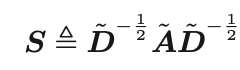 S ≜ D̃^{-1/2} Ã D̃^{-1/2}